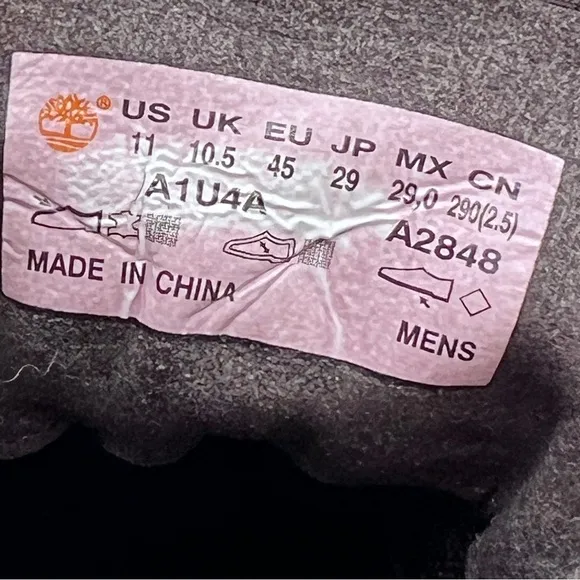 ® US UK EU JP MX CN
11 10.5 45 29 29,0 290(2.5)
A1U4A A2848
MADE IN CHINA MENS